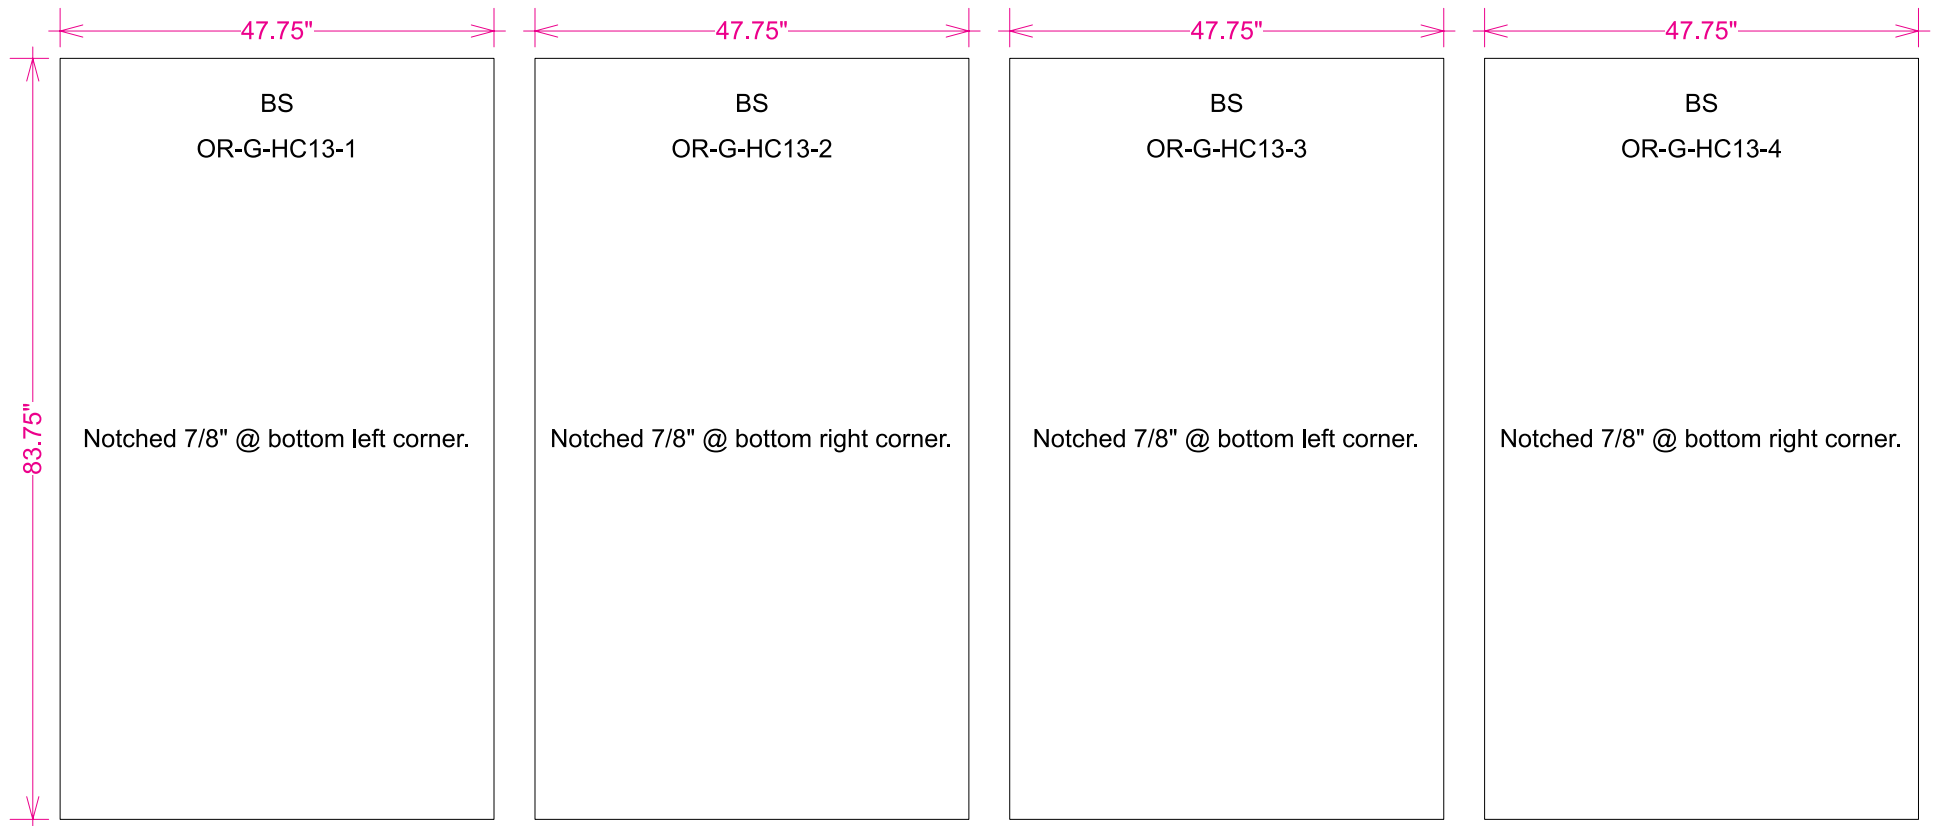 47.75"
47.75"
47.75"
47.75"
83.75"
BS
OR-G-HC13-1
Notched 7/8" @ bottom left corner.
BS
OR-G-HC13-2
Notched 7/8" @ bottom right corner.
BS
OR-G-HC13-3
Notched 7/8" @ bottom left corner.
BS
OR-G-HC13-4
Notched 7/8" @ bottom right corner.